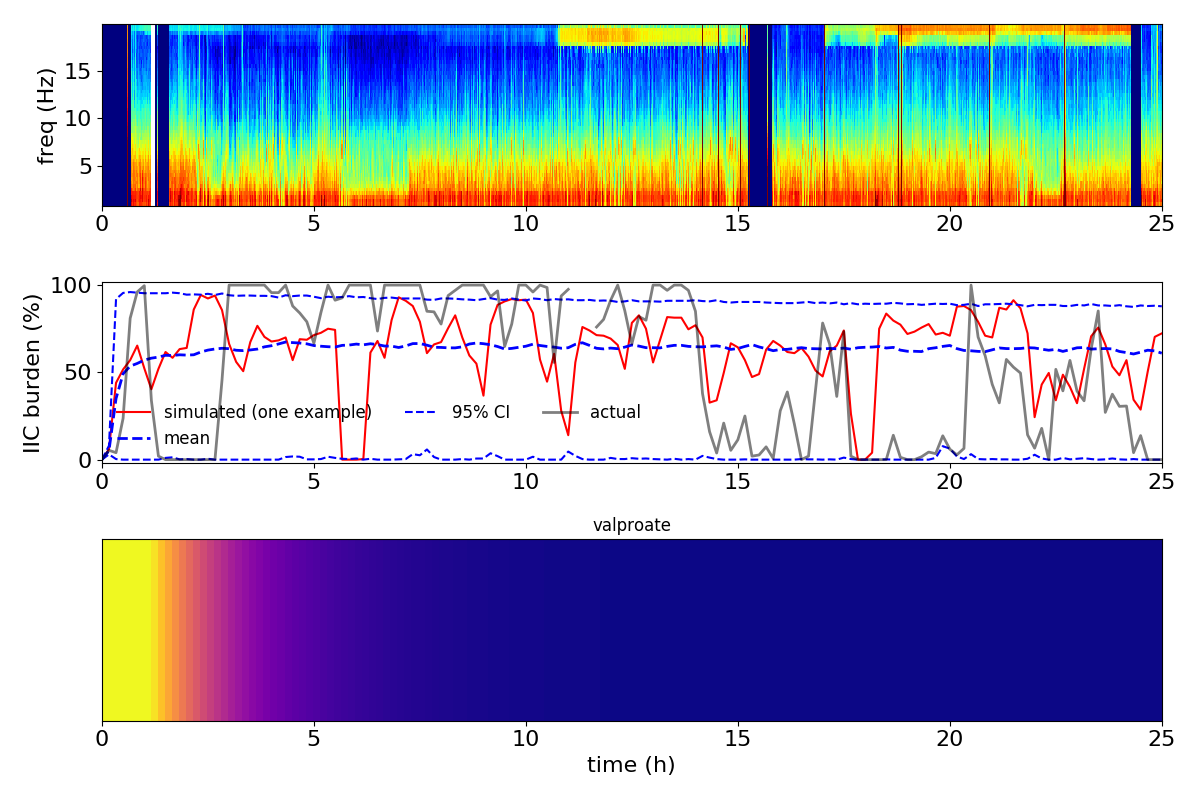 freq (Hz)
15
10
5
0 5 10 15 20 25
IIC burden (%)
100
50
0
simulated (one example) 95% CI actual
mean
0 5 10 15 20 25
valproate
0 5 10 15 20 25
time (h)